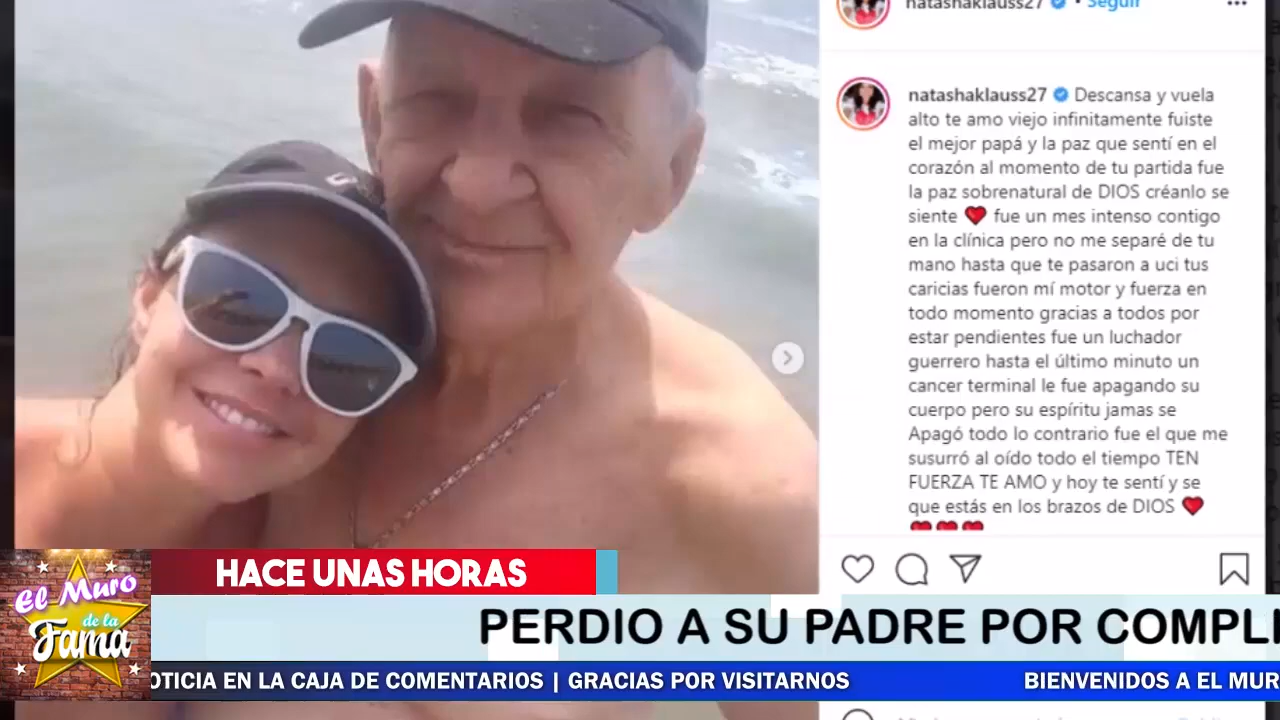 natashaklauss27 • Seguir
natashaklauss27 Descansa y vuela
alto te amo viejo infinitamente fuiste
el mejor papá y la paz que sentí en el
corazón al momento de tu partida fue
la paz sobrenatural de DIOS créanlo se
siente ❤️ fue un mes intenso contigo
en la clínica pero no me separé de tu
mano hasta que te pasaron a uci tus
caricias fueron mí motor y fuerza en
todo momento gracias a todos por
estar pendientes fue un luchador
guerrero hasta el último minuto un
cancer terminal le fue apagando su
cuerpo pero su espíritu jamas se
Apagó todo lo contrario fue el que me
susurró al oído todo el tiempo TEN
FUERZA TE AMO y hoy te sentí y se
que estás en los brazos de DIOS ❤️
❤️❤️❤️
HACE UNAS HORAS
El Muro
de la
Fama
PERDIO A SU PADRE POR COMPLE
OTICIA EN LA CAJA DE COMENTARIOS | GRACIAS POR VISITARNOS
BIENVENIDOS A EL MUR